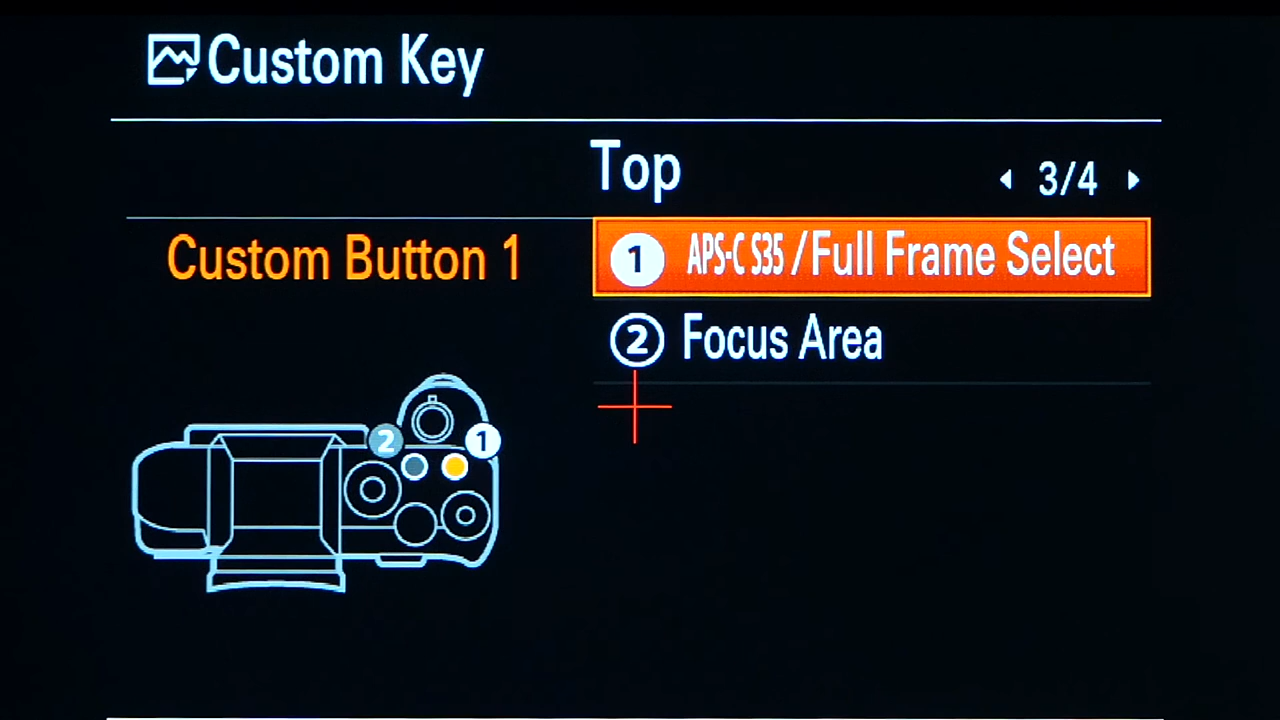 Custom Key
Top
3/4
Custom Button 1
1 APS-C S35 /Full Frame Select
2 Focus Area
2
1